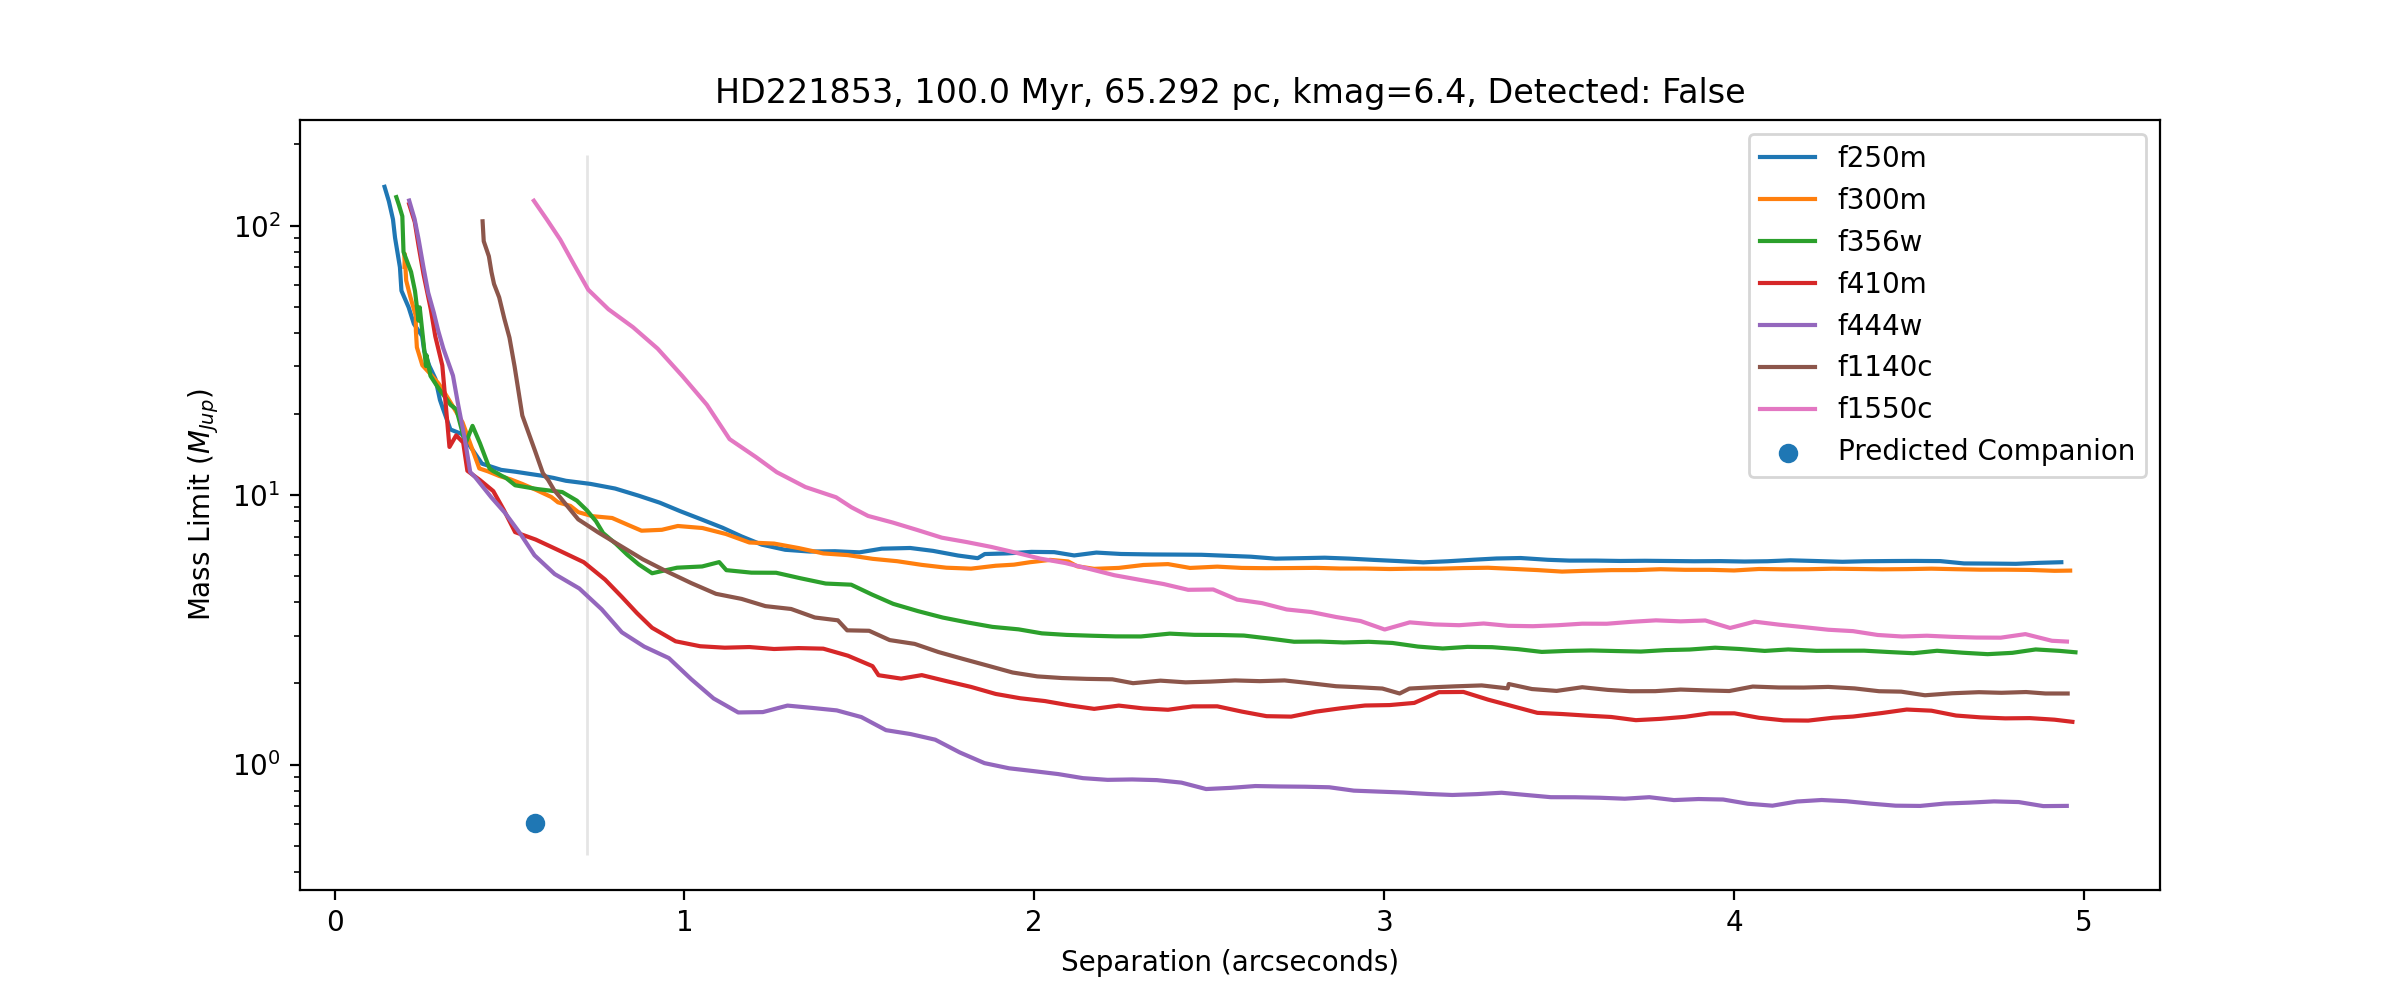 HD221853, 100.0 Myr, 65.292 pc, kmag=6.4, Detected: False
f250m
f300m
f356w
f410m
f444w
f1140c
f1550c
Predicted Companion
Mass Limit (M_Jup)
10²
10¹
10⁰
0 1 2 3 4 5
Separation (arcseconds)